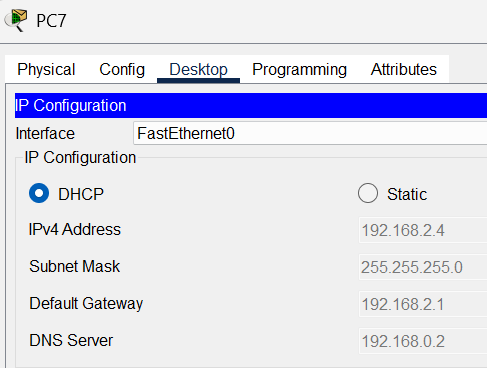 PC7
Physical Config Desktop Programming Attributes
IP Configuration
Interface FastEthernet0
IP Configuration
DHCP Static
IPv4 Address 192.168.2.4
Subnet Mask 255.255.255.0
Default Gateway 192.168.2.1
DNS Server 192.168.0.2